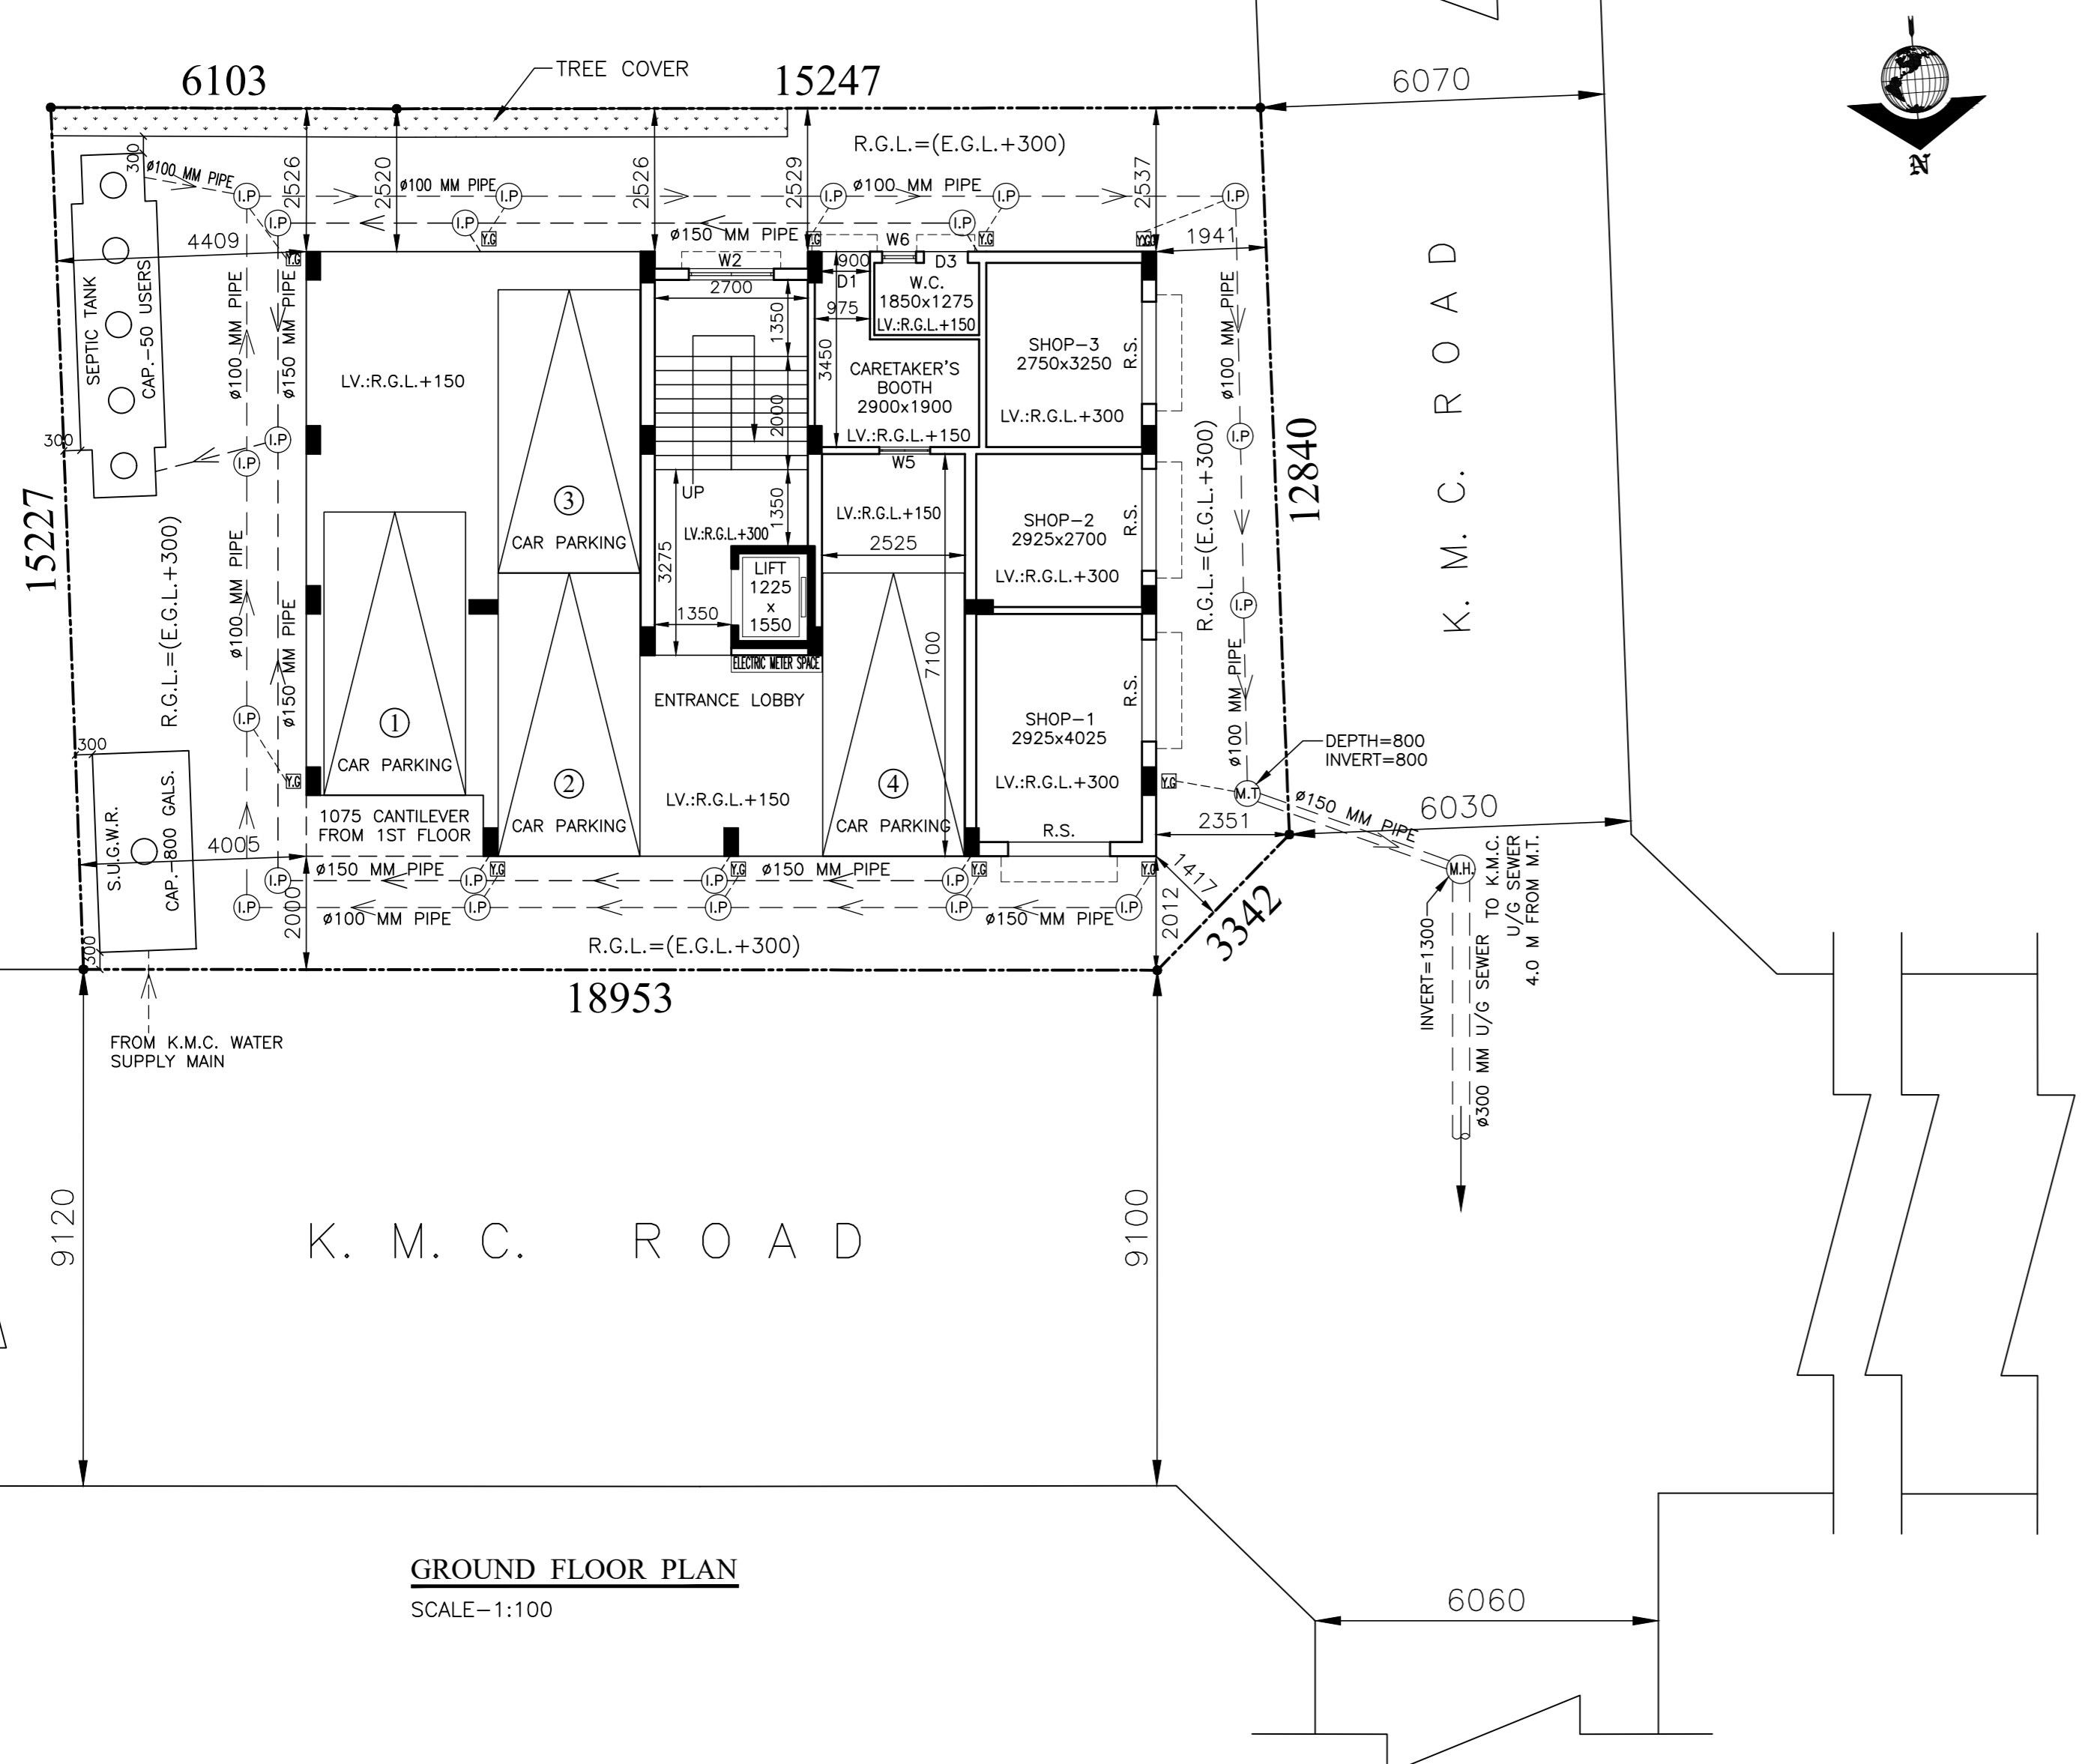 6103
TREE COVER
15247
6070
N
R.G.L.=(E.G.L.+300)
300
ø100 MM PIPE
2526
2520
ø100 MM PIPE
2526
2529
ø100 MM PIPE
2537
I.P
I.P
I.P
I.P
I.P
I.P
I.P
I.P
4409
Y.G
ø150 MM PIPE
Y.G
W6
Y.G
1941
Y.G
W2
900
D1
D3
2700
W.C.
1850x1275
LV.:R.G.L.+150
975
1350
3450
SEPTIC TANK
CAP.-50 USERS
ø100 MM PIPE
ø150 MM PIPE
LV.:R.G.L.+150
CARETAKER'S
BOOTH
2900x1900
LV.:R.G.L.+150
SHOP-3
2750x3250
R.S.
LV.:R.G.L.+300
ø100 MM PIPE
K. M. C. ROAD
2000
300
I.P
I.P
I.P
W5
UP
1350
3
CAR PARKING
LV.:R.G.L.+300
LV.:R.G.L.+150
2525
SHOP-2
2925x2700
R.S.
LV.:R.G.L.+300
R.G.L.=(E.G.L.+300)
12840
15227
R.G.L.=(E.G.L.+300)
ø100 MM PIPE
3275
LIFT
1225
x
1550
1350
ELECTRIC METER SPACE
I.P
ø150 MM PIPE
7100
ENTRANCE LOBBY
SHOP-1
2925x4025
R.S.
LV.:R.G.L.+300
ø100 MM PIPE
I.P
1
CAR PARKING
2
CAR PARKING
4
CAR PARKING
LV.:R.G.L.+150
DEPTH=800
INVERT=800
300
Y.G
Y.G
M.T
ø150 MM PIPE
6030
S.U.G.W.R.
CAP.-800 GALS.
1075 CANTILEVER
FROM 1ST FLOOR
R.S.
2351
4005
ø150 MM PIPE
Y.G
Y.G
ø150 MM PIPE
Y.G
Y.G
1417
M.H.
I.P
I.P
I.P
I.P
I.P
I.P
I.P
I.P
I.P
20000
ø100 MM PIPE
ø150 MM PIPE
2012
3342
300
R.G.L.=(E.G.L.+300)
INVERT=1300
ø300 MM U/G SEWER
TO K.M.C.
U/G SEWER
4.0 M FROM M.T.
18953
FROM K.M.C. WATER
SUPPLY MAIN
9120
K. M. C. ROAD
9100
GROUND FLOOR PLAN
SCALE-1:100
6060